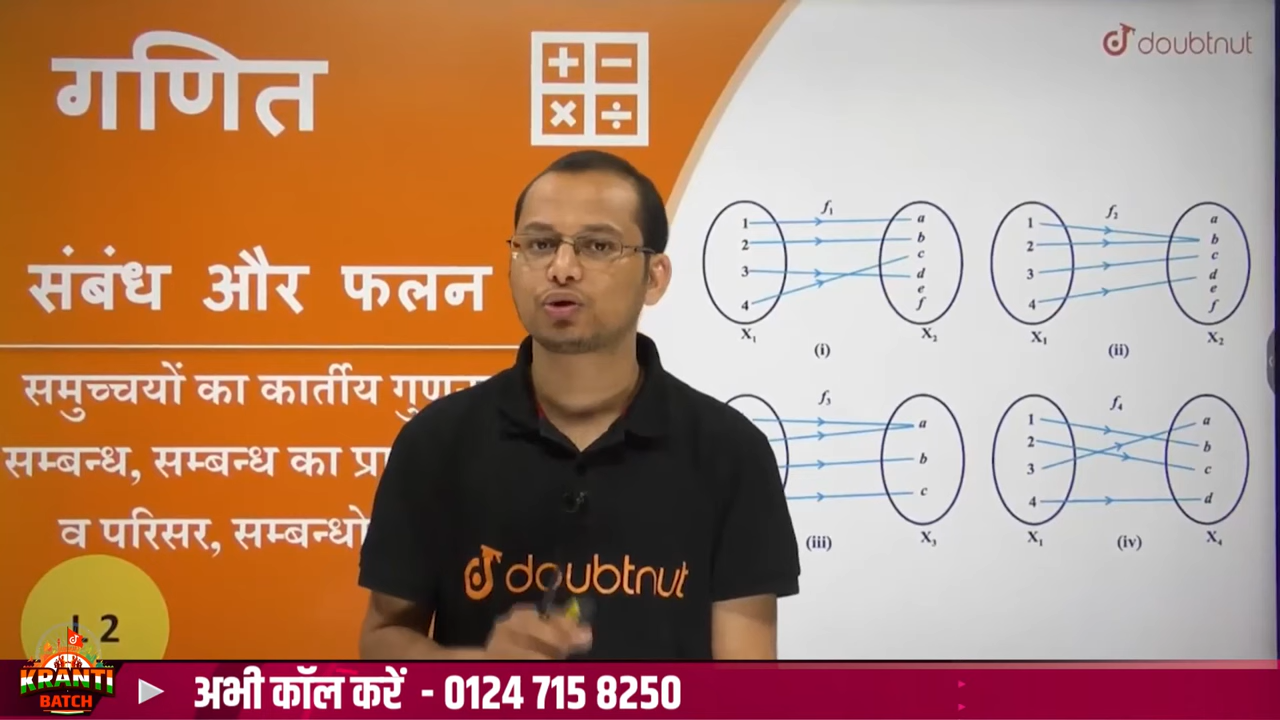 गणित
doubtnut
संबंध और फलन
समुच्चयों का कार्तीय
सम्बन्ध, सम्बन्ध का
व परिसर,
L 2
f₁
1 a
2 b
c
3 d
e
4 f
X₁ X₂
(i)
f₂
1 a
2 b
c
3 d
e
4 f
X₁ X₂
(ii)
f₃
a
b
c
X₃
(iii)
f₄
1 a
2 b
3 c
4 d
X₁ X₄
(iv)
doubtnut
KRANTI
BATCH
अभी कॉल करें - 0124 715 8250